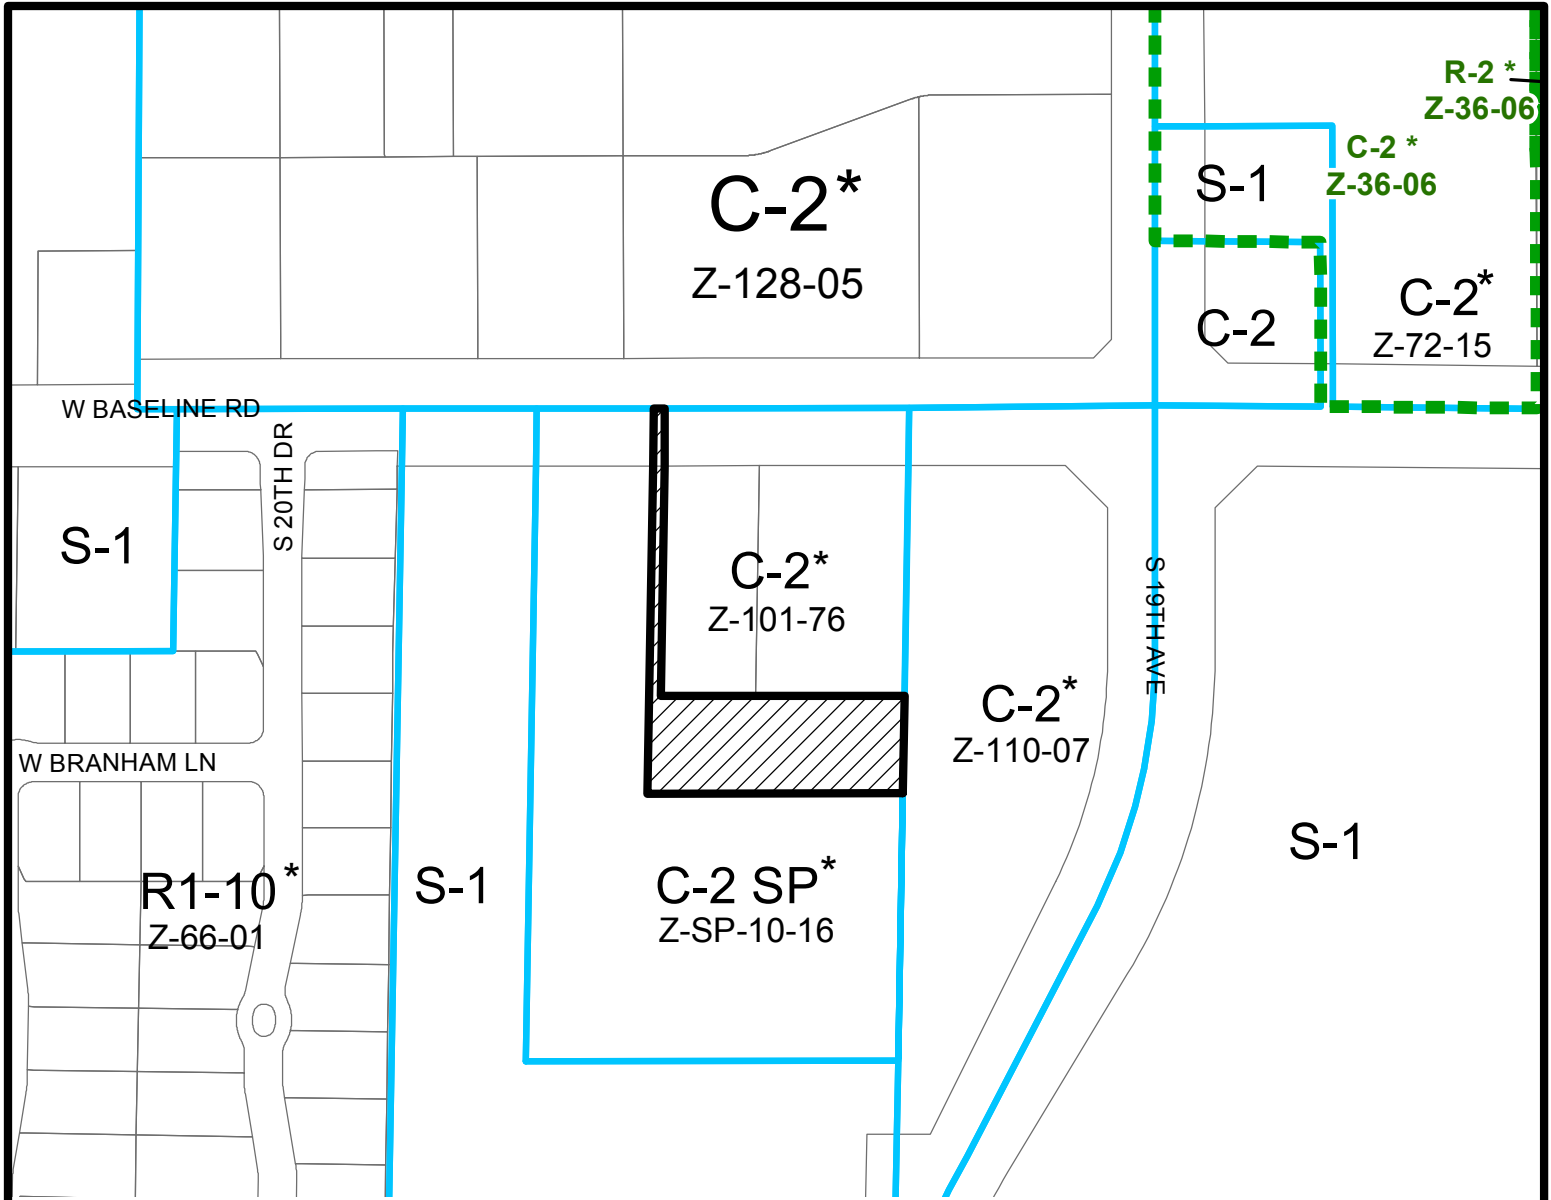 R-2 *
Z-36-06
C-2 *
Z-36-06
S-1
C-2*
Z-128-05
C-2*
Z-72-15
C-2
W BASELINE RD
S 20TH DR
S-1
C-2*
Z-101-76
S 19TH AVE
C-2*
Z-110-07
W BRANHAM LN
S-1
R1-10*
Z-66-01
S-1
C-2 SP*
Z-SP-10-16